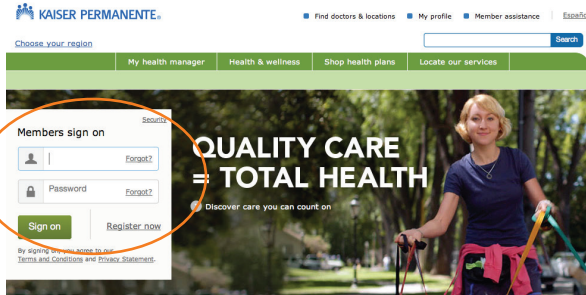 KAISER PERMANENTE®
Find doctors & locations My profile Member assistance Españo
Choose your region
Search
My health manager Health & wellness Shop health plans Locate our services
Security
Members sign on
Forgot?
Password Forgot?
Sign on Register now
By signing on, you agree to our
Terms and Conditions and Privacy Statement.
QUALITY CARE
= TOTAL HEALTH
Discover care you can count on